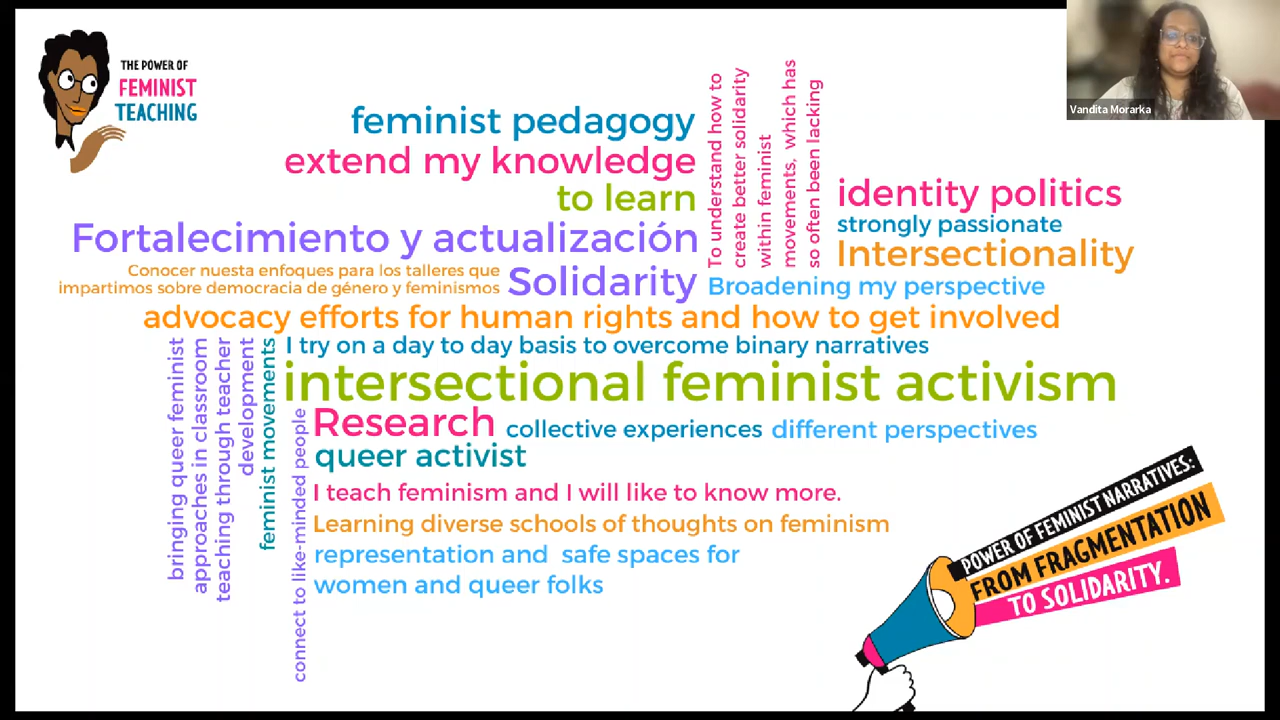 THE POWER OF
FEMINIST
TEACHING
Vandita Morarka
feminist pedagogy
extend my knowledge
to learn
Fortalecimiento y actualización
Conocer nuesta enfoques para los talleres que
impartimos sobre democracia de género y feminismos
Solidarity
To understand how to
create better solidarity
within feminist
movements, which has
so often been lacking
identity politics
strongly passionate
Intersectionality
Broadening my perspective
advocacy efforts for human rights and how to get involved
I try on a day to day basis to overcome binary narratives
intersectional feminist activism
bringing queer feminist
approaches in classroom
teaching through teacher
development
feminist movements
connect to like-minded people
Research
collective experiences
different perspectives
queer activist
I teach feminism and I will like to know more.
Learning diverse schools of thoughts on feminism
representation and safe spaces for
women and queer folks
POWER OF FEMINIST NARRATIVES:
FROM FRAGMENTATION
TO SOLIDARITY.